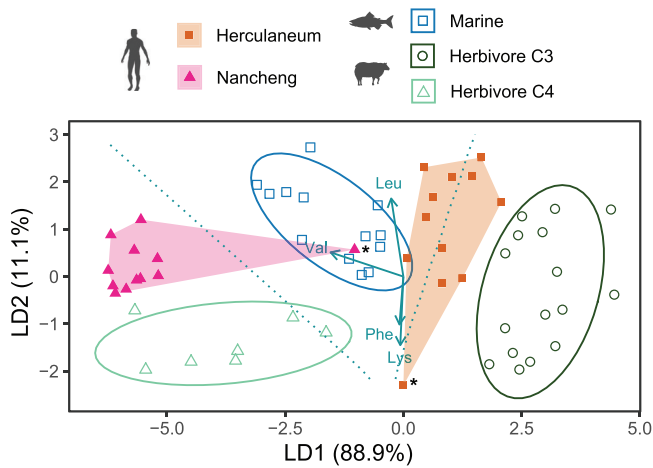 Herculaneum
Nancheng
Marine
Herbivore C3
Herbivore C4
LD2 (11.1%)
3
2
1
0
−1
−2
Leu
Val
*
Phe
Lys
*
−5.0
−2.5
0.0
2.5
5.0
LD1 (88.9%)